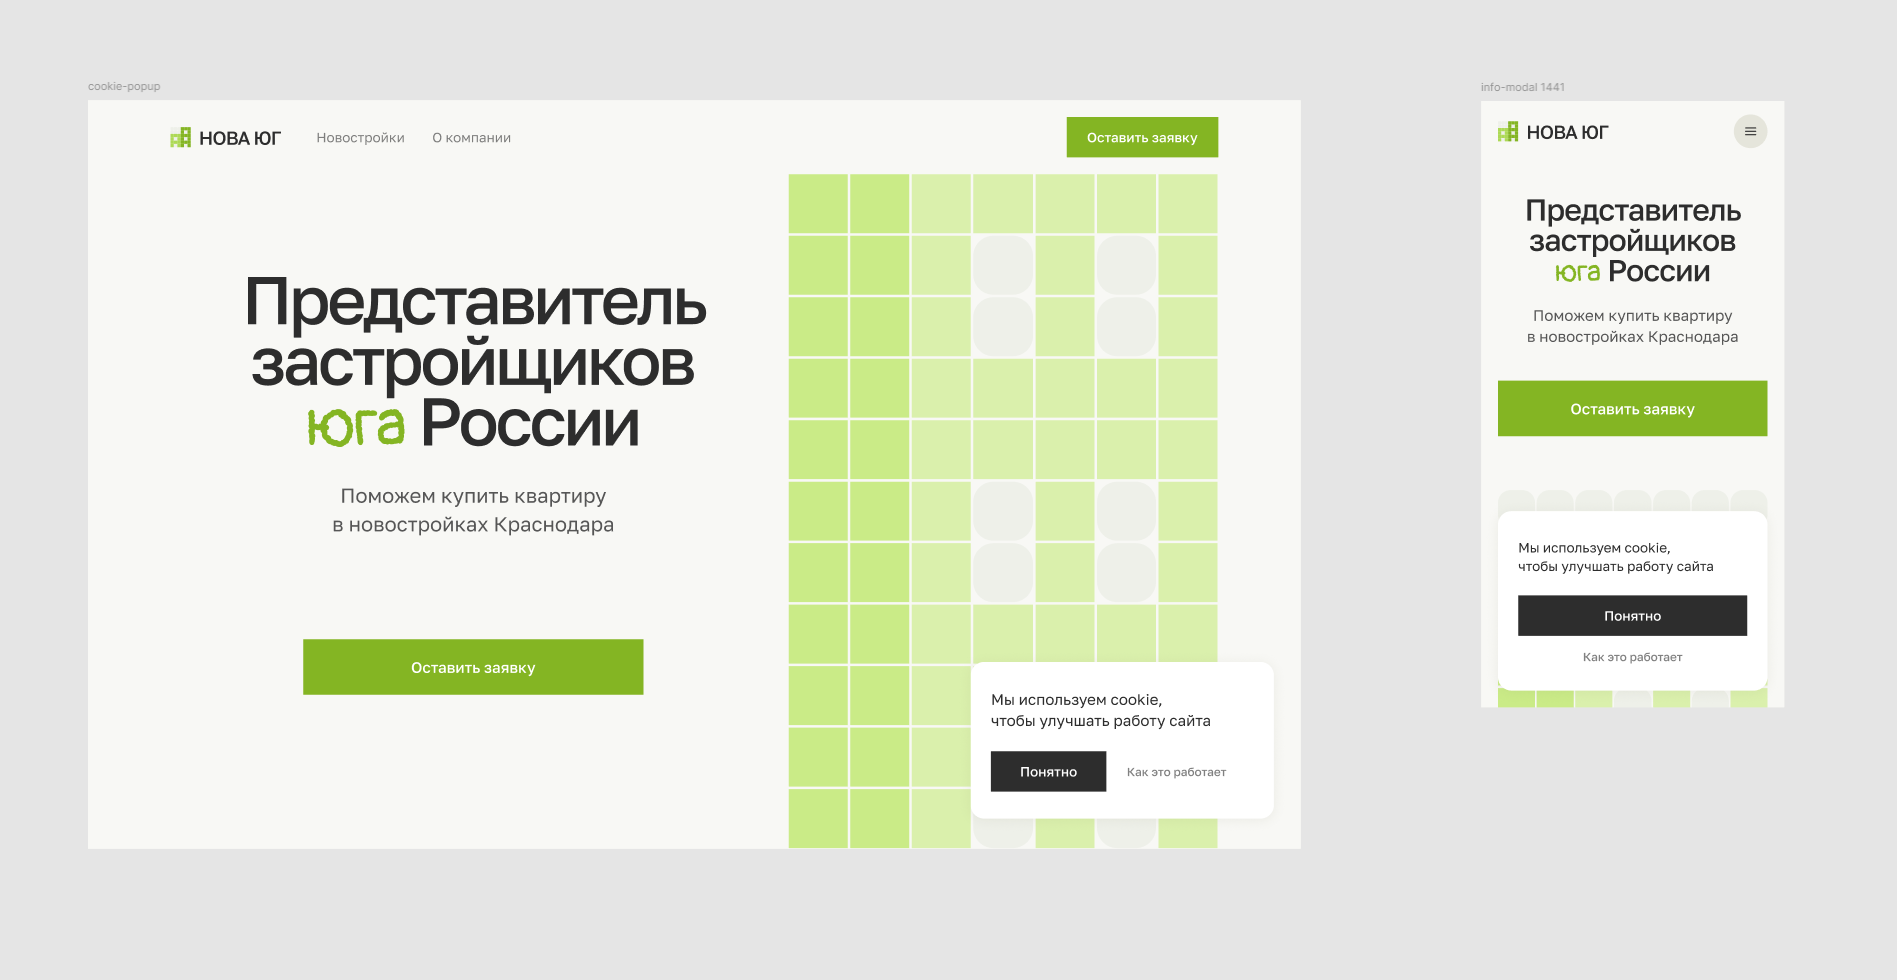 cookie-popup
НОВА ЮГ
Новостройки
О компании
Оставить заявку
Представитель
застройщиков
юга России
Поможем купить квартиру
в новостройках Краснодара
Оставить заявку
Мы используем cookie,
чтобы улучшать работу сайта
Понятно
Как это работает
info-modal 1441
НОВА ЮГ
Представитель
застройщиков
юга России
Поможем купить квартиру
в новостройках Краснодара
Оставить заявку
Мы используем cookie,
чтобы улучшать работу сайта
Понятно
Как это работает